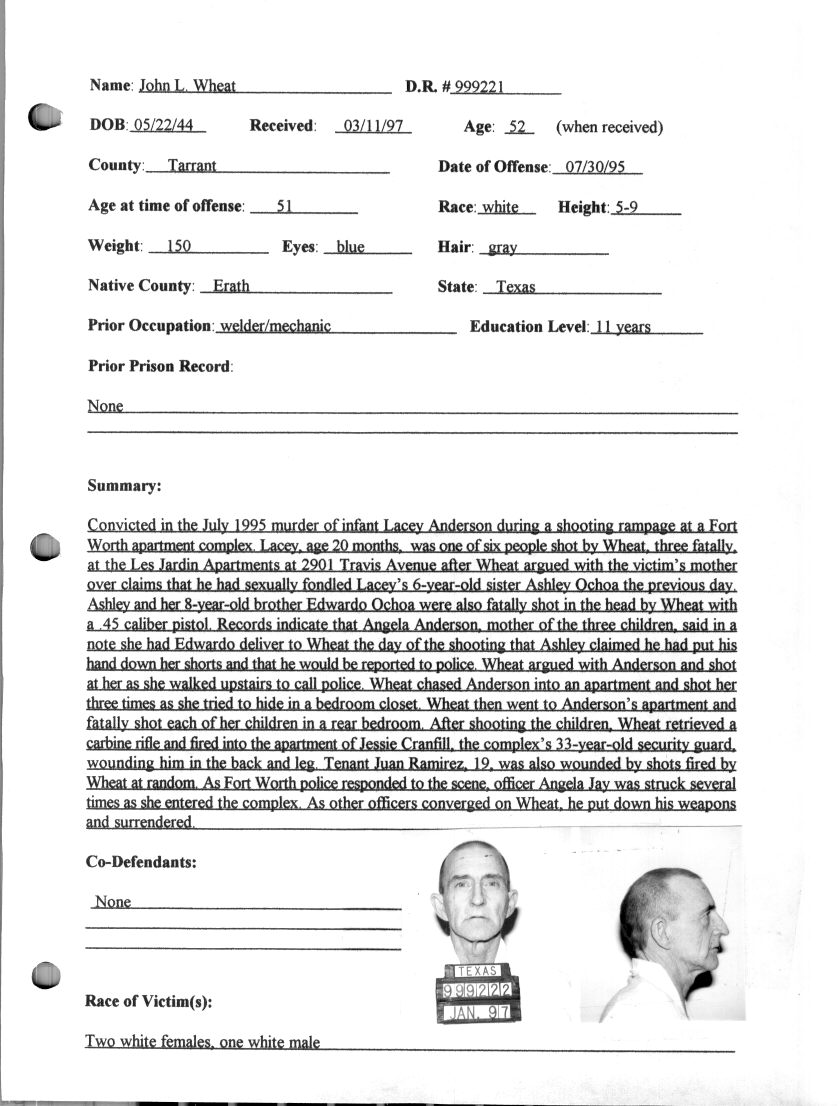 Name: John L. Wheat D.R. # 999221
DOB: 05/22/44 Received: 03/11/97 Age: 52 (when received)
County: Tarrant Date of Offense: 07/30/95
Age at time of offense: 51 Race: white Height: 5-9
Weight: 150 Eyes: blue Hair: gray
Native County: Erath State: Texas
Prior Occupation: welder/mechanic Education Level: 11 years
Prior Prison Record:
None
Summary:
Convicted in the July 1995 murder of infant Lacey Anderson during a shooting rampage at a Fort
Worth apartment complex. Lacey, age 20 months, was one of six people shot by Wheat, three fatally,
at the Les Jardin Apartments at 2901 Travis Avenue after Wheat argued with the victim's mother
over claims that he had sexually fondled Lacey's 6-year-old sister Ashley Ochoa the previous day.
Ashley and her 8-year-old brother Edwardo Ochoa were also fatally shot in the head by Wheat with
a .45 caliber pistol. Records indicate that Angela Anderson, mother of the three children, said in a
note she had Edwardo deliver to Wheat the day of the shooting that Ashley claimed he had put his
hand down her shorts and that he would be reported to police. Wheat argued with Anderson and shot
at her as she walked upstairs to call police. Wheat chased Anderson into an apartment and shot her
three times as she tried to hide in a bedroom closet. Wheat then went to Anderson's apartment and
fatally shot each of her children in a rear bedroom. After shooting the children, Wheat retrieved a
carbine rifle and fired into the apartment of Jessie Cranfill, the complex's 33-year-old security guard,
wounding him in the back and leg. Tenant Juan Ramirez, 19, was also wounded by shots fired by
Wheat at random. As Fort Worth police responded to the scene, officer Angela Jay was struck several
times as she entered the complex. As other officers converged on Wheat, he put down his weapons
and surrendered.
Co-Defendants:
None
TEXAS
999222
JAN. 97
Race of Victim(s):
Two white females, one white male